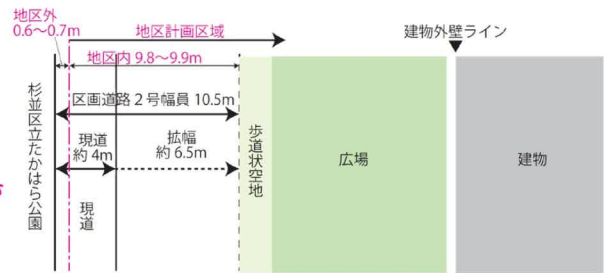 地区外
0.6〜0.7m
地区計画区域
地区内 9.8〜9.9m
建物外壁ライン
区画道路2号幅員 10.5m
現道
約 4m
拡幅
約 6.5m
杉並区立たかはら公園
現道
歩道状空地
広場
建物